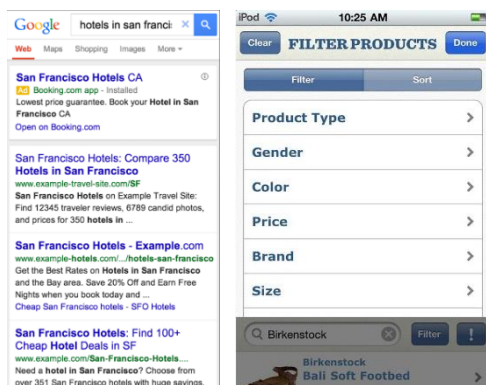 Google
hotels in san franci
Web Maps Shopping Images More
San Francisco Hotels CA
Ad Booking.com app - Installed
Lowest price guarantee. Book your Hotel in San
Francisco CA
Open on Booking.com
San Francisco Hotels: Compare 350
Hotels in San Francisco
www.example-travel-site.com/SF
San Francisco Hotels on Example Travel Site:
Find 12345 traveler reviews, 6789 candid photos,
and prices for 350 hotels in ...
San Francisco Hotels - Example.com
www.example-hotels.com/.../hotels-san-francisco
Get the Best Rates on Hotels in San Francisco
and the Bay area. Save 20% Off and Earn Free
Nights when you book today and ...
Cheap San Francisco hotels - SFO Hotels
San Francisco Hotels: Find 100+
Cheap Hotel Deals in SF
www.example.com/San-Francisco-Hotels....
Need a hotel in San Francisco? Choose from
over 351 San Francisco hotels with huge savings.
iPod 10:25 AM
Clear FILTER PRODUCTS Done
Filter Sort
Product Type
Gender
Color
Price
Brand
Size
Birkenstock Filter !
Birkenstock
Bali Soft Footbed